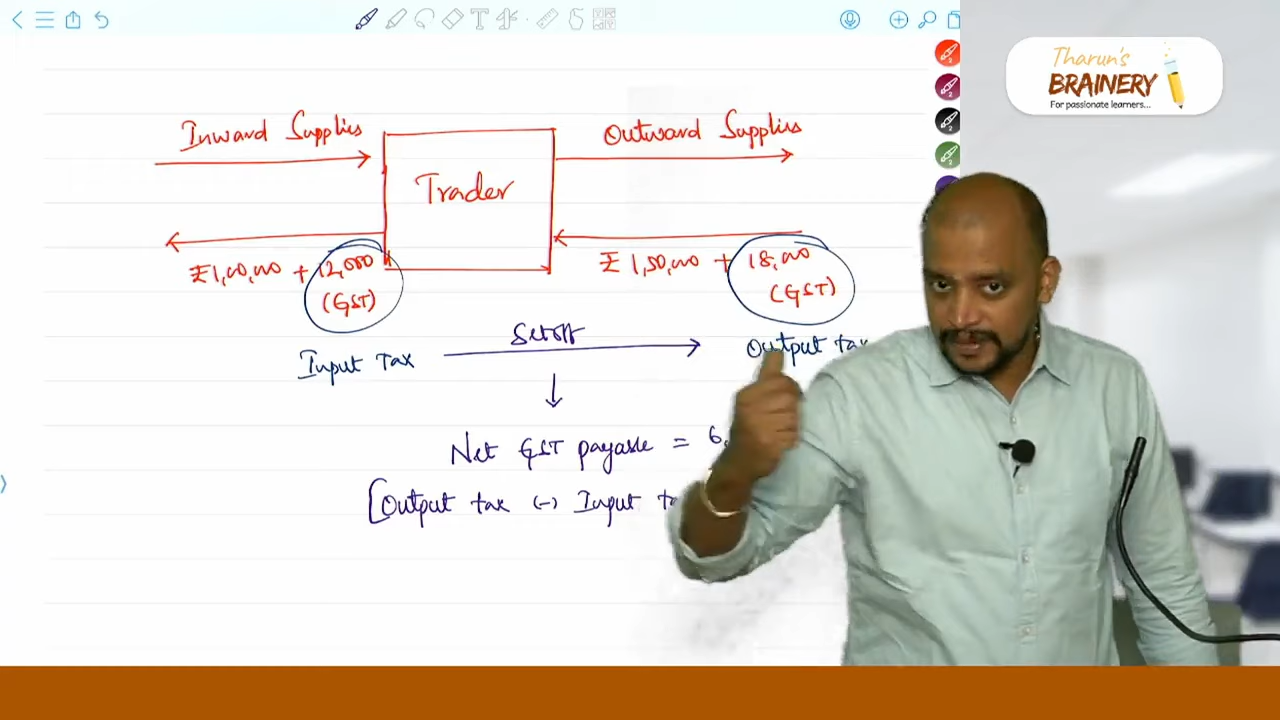 Tharun's
BRAINERY
For passionate learners...
Inward Supplies
Outward Supplies
Trader
₹1,00,000 + 12,000
(GST)
₹ 1,50,000 + 18,000
(GST)
Input tax
Setoff
Output tax
Net GST payable = 6,
[Output tax (-) Input